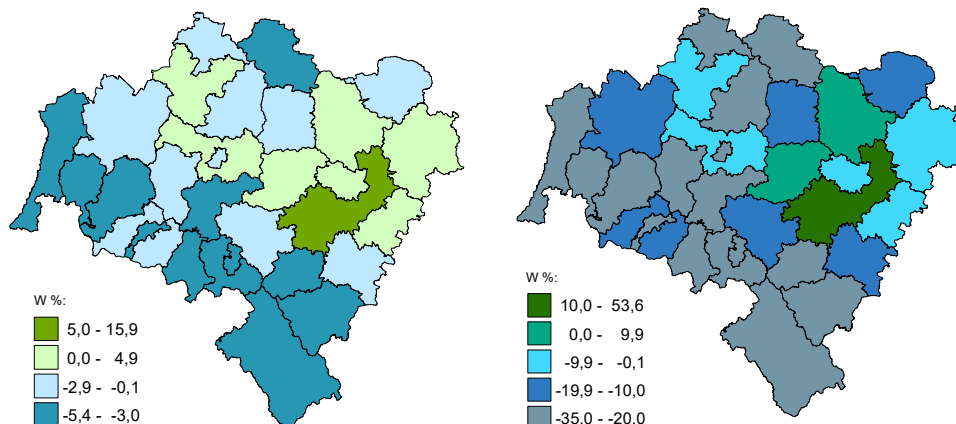 W %:
5,0 - 15,9
0,0 - 4,9
-2,9 - -0,1
-5,4 - -3,0
W %:
10,0 - 53,6
0,0 - 9,9
-9,9 - -0,1
-19,9 - -10,0
-35,0 - -20,0